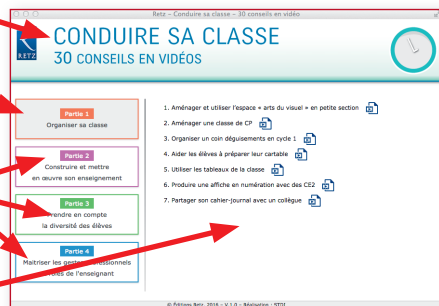 Retz – Conduire sa classe – 30 conseils en vidéo
RETZ
CONDUIRE SA CLASSE
30 CONSEILS EN VIDÉOS
Partie 1
Organiser sa classe
Partie 2
Construire et mettre
en œuvre son enseignement
Partie 3
Prendre en compte
la diversité des élèves
Partie 4
Maîtriser les gestes professionnels
de l'enseignant
1. Aménager et utiliser l'espace « arts du visuel » en petite section
2. Aménager une classe de CP
3. Organiser un coin déguisements en cycle 1
4. Aider les élèves à préparer leur cartable
5. Utiliser les tableaux de la classe
6. Produire une affiche en numération avec des CE2
7. Partager son cahier-journal avec un collègue
© Éditions Retz, 2016 – V.1.0 – Réalisation : STDI